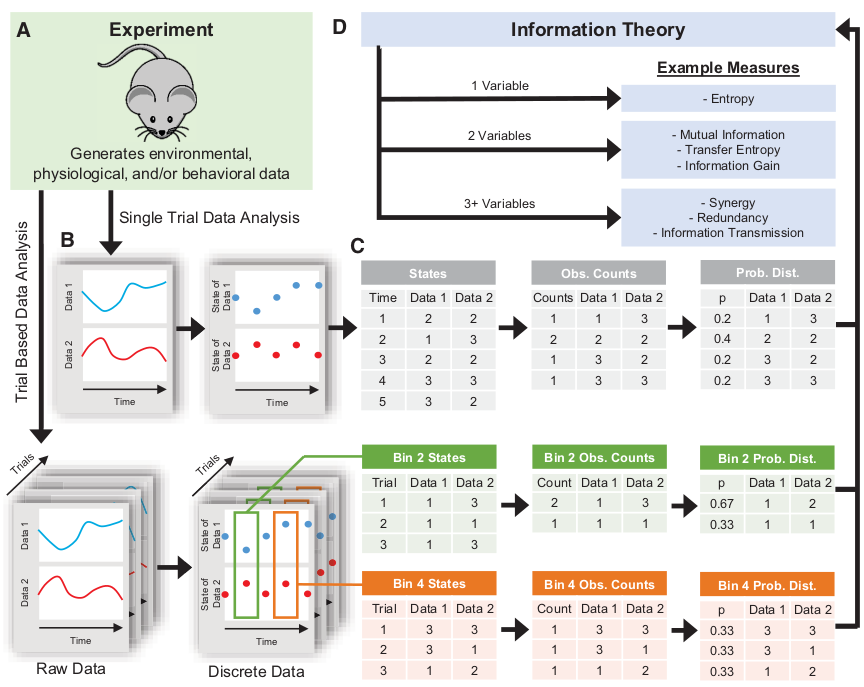 A
Experiment
Generates environmental,
physiological, and/or behavioral data
Trial Based Data Analysis
Single Trial Data Analysis
B
Data 1
Data 2
Time
State of
Data 1
State of
Data 2
Time
D
Information Theory
Example Measures
1 Variable
- Entropy
2 Variables
- Mutual Information
- Transfer Entropy
- Information Gain
3+ Variables
- Synergy
- Redundancy
- Information Transmission
C
States
Time Data 1 Data 2
1 2 2
2 1 3
3 2 2
4 3 3
5 3 2
Obs. Counts
Counts Data 1 Data 2
1 1 3
2 2 2
1 3 2
1 3 3
Prob. Dist.
p Data 1 Data 2
0.2 1 3
0.4 2 2
0.2 3 2
0.2 3 3
Trials
Data 1
Data 2
Time
Raw Data
Trials
State of
Data 1
State of
Data 2
Time
Discrete Data
Bin 2 States
Trial Data 1 Data 2
1 1 3
2 1 1
3 1 3
Bin 2 Obs. Counts
Count Data 1 Data 2
2 1 3
1 1 1
Bin 2 Prob. Dist.
p Data 1 Data 2
0.67 1 2
0.33 1 1
Bin 4 States
Trial Data 1 Data 2
1 3 3
2 3 1
3 1 2
Bin 4 Obs. Counts
Count Data 1 Data 2
1 3 3
1 3 1
1 1 2
Bin 4 Prob. Dist.
p Data 1 Data 2
0.33 3 3
0.33 3 1
0.33 1 2